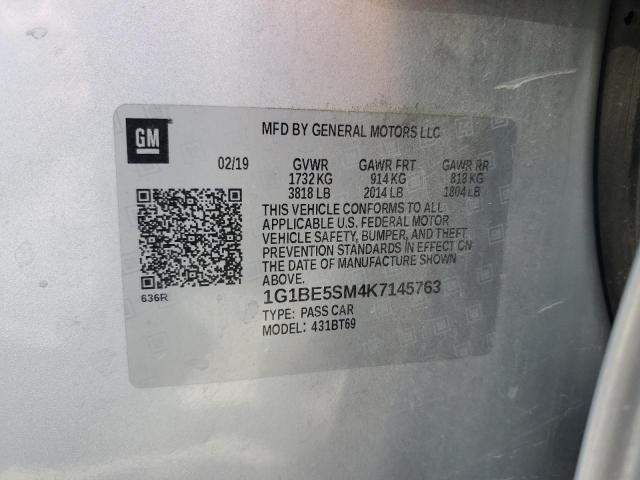 GM
MFD BY GENERAL MOTORS LLC
02/19 GVWR GAWR FRT GAWR RR
1732 KG 914 KG 818 KG
3818 LB 2014 LB 1804 LB
THIS VEHICLE CONFORMS TO ALL
APPLICABLE U.S. FEDERAL MOTOR
VEHICLE SAFETY, BUMPER, AND THEFT
PREVENTION STANDARDS IN EFFECT ON
THE DATE OF MANUFACTURE SHOWN
ABOVE.
636R
1G1BE5SM4K7145763
TYPE: PASS CAR
MODEL: 431BT69